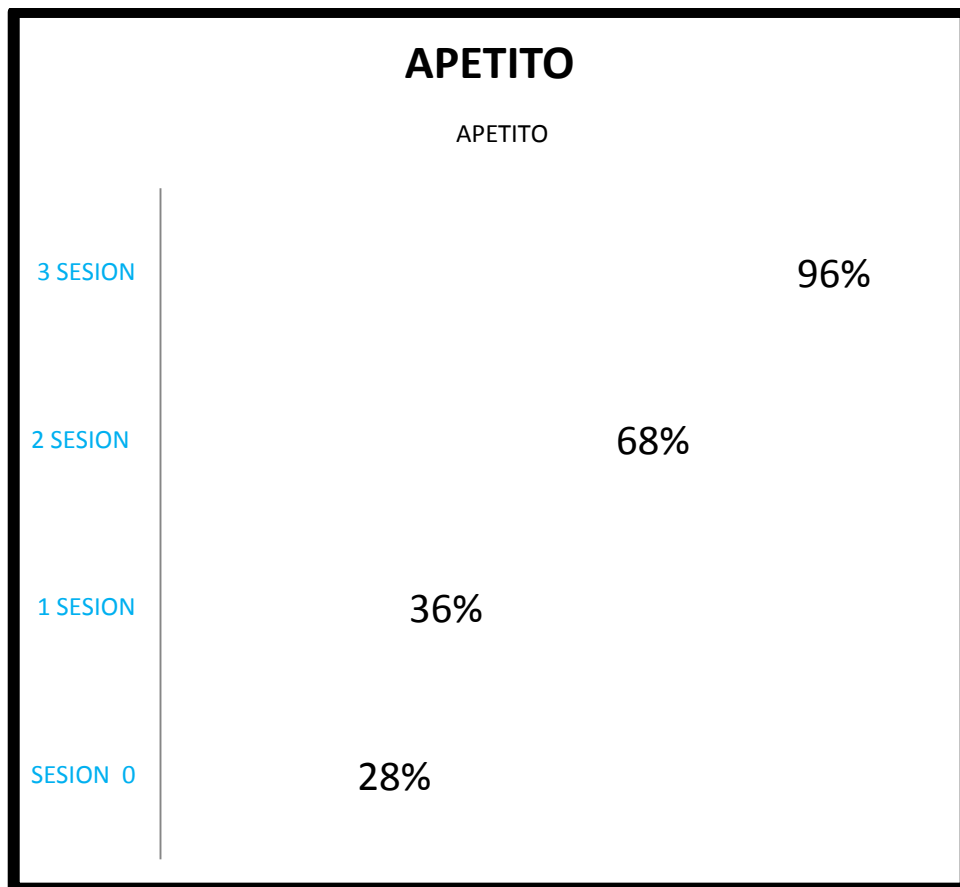 APETITO
APETITO
3 SESION
96%
2 SESION
68%
1 SESION
36%
SESION 0
28%